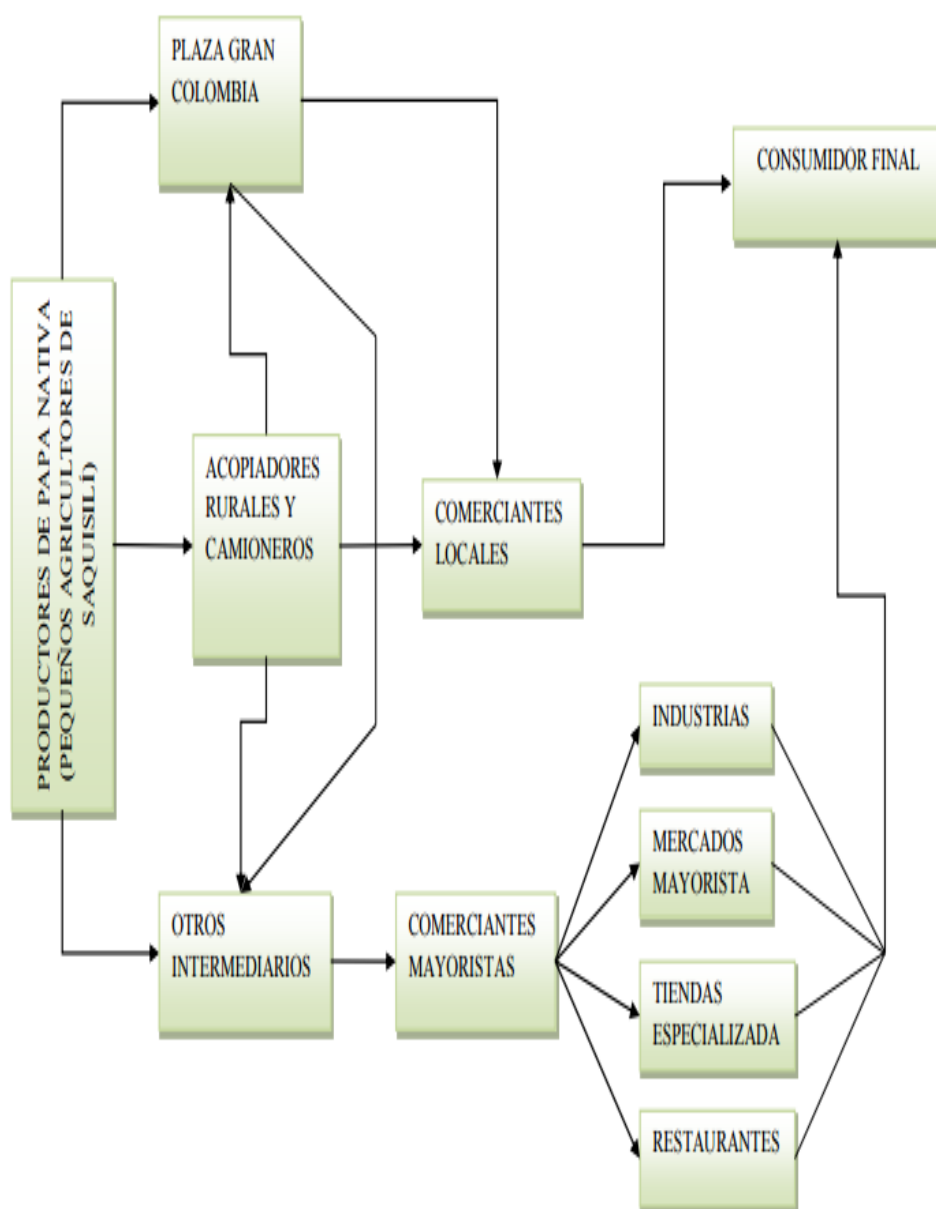 PLAZA GRAN
COLOMBIA
CONSUMIDOR FINAL
PRODUCTORES DE PAPA NATIVA
(PEQUEÑOS AGRICULTORES DE
SAQUISILÍ)
ACOPIADORES
RURALES Y
CAMIONEROS
COMERCIANTES
LOCALES
INDUSTRIAS
MERCADOS
MAYORISTA
OTROS
INTERMEDIARIOS
COMERCIANTES
MAYORISTAS
TIENDAS
ESPECIALIZADA
RESTAURANTES